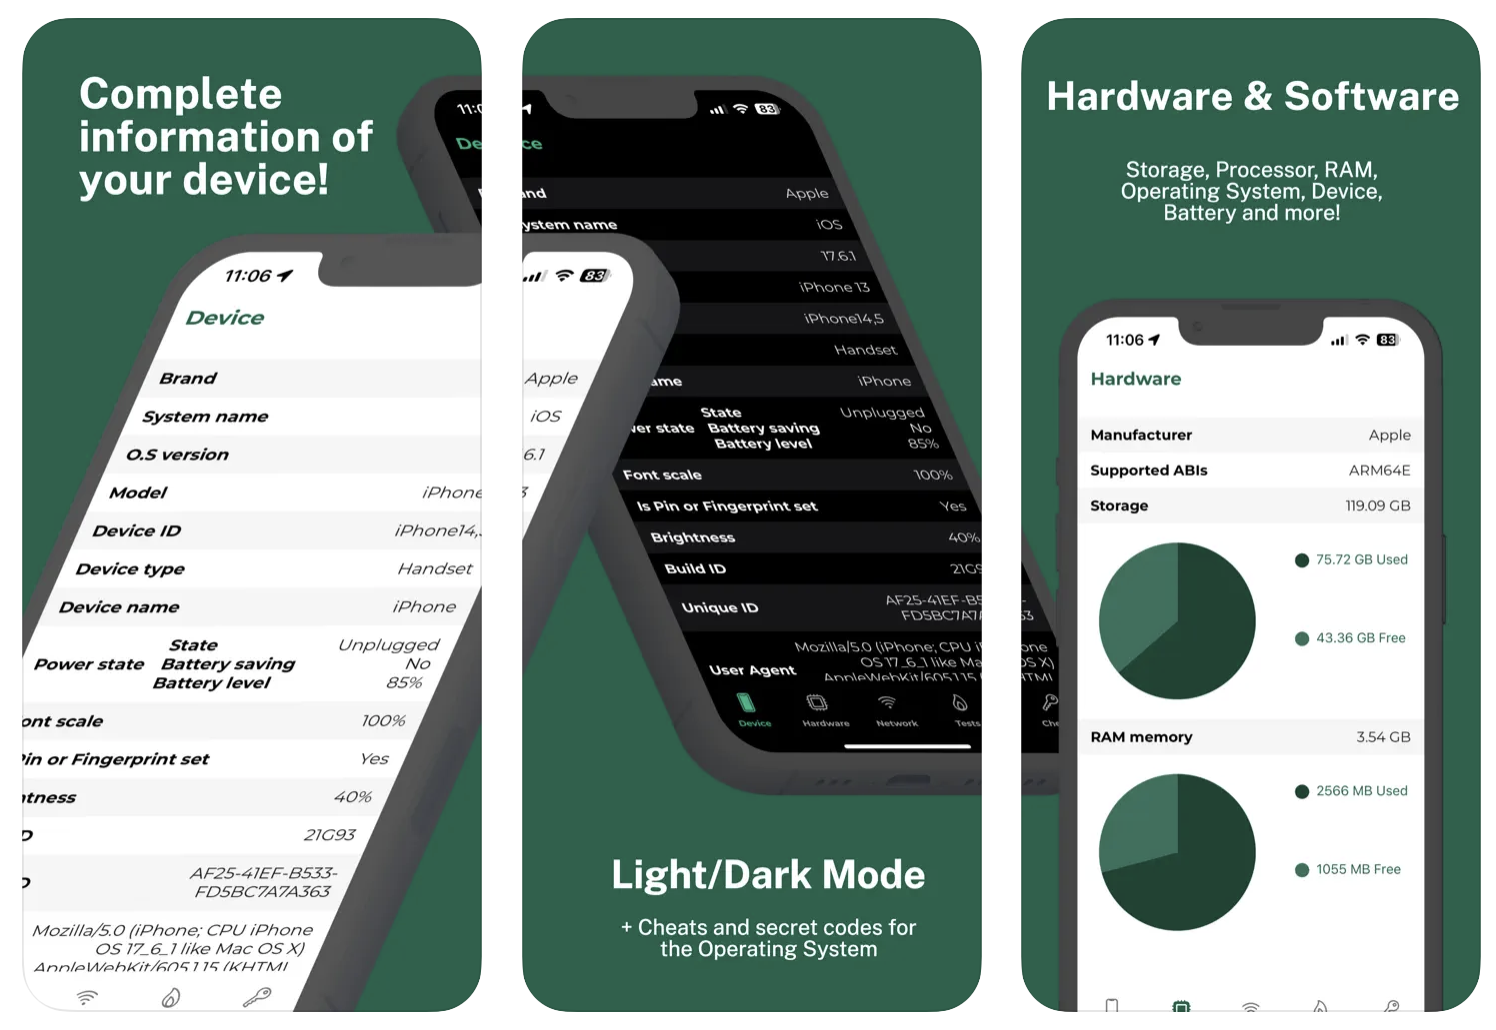 Complete
information of
your device!
11:06
Device
Brand
System name
O.S version
Model iPhone
Device ID iPhone14,
Device type Handset
Device name iPhone
Power state
State Unplugged
Battery saving No
Battery level 85%
ont scale 100%
Pin or Fingerprint set Yes
tness 40%
D 21G93
AF25-41EF-B533-
FD5BC7A7A363
Mozilla/5.0 (iPhone; CPU iPhone
OS 17_6_1 like Mac OS X)
AppleWebKit/605.1.15 (KHTML
11:0
De
83
ce
and Apple
ystem name iOS
17.6.1
iPhone 13
iPhone14,5
Handset
ame iPhone
er state
State Unplugged
Battery saving No
Battery level 85%
Font scale 100%
Is Pin or Fingerprint set Yes
Brightness 40%
Build ID 21G9
Unique ID AF25-41EF-B5
FD5BC7A7
User Agent Mozilla/5.0 (iPhone; CPU i
OS 17_6_1 like Ma
AppleWebKit/605.1.15
Device Hardware Network Tests
83
Apple
iOS
6.1
3
Light/Dark Mode
+ Cheats and secret codes for
the Operating System
Hardware & Software
Storage, Processor, RAM,
Operating System, Device,
Battery and more!
53
one
OS X)
HTML
Che
11:06 83
Hardware
Manufacturer Apple
Supported ABIs ARM64E
Storage 119.09 GB
75.72 GB Used
43.36 GB Free
RAM memory 3.54 GB
2566 MB Used
1055 MB Free